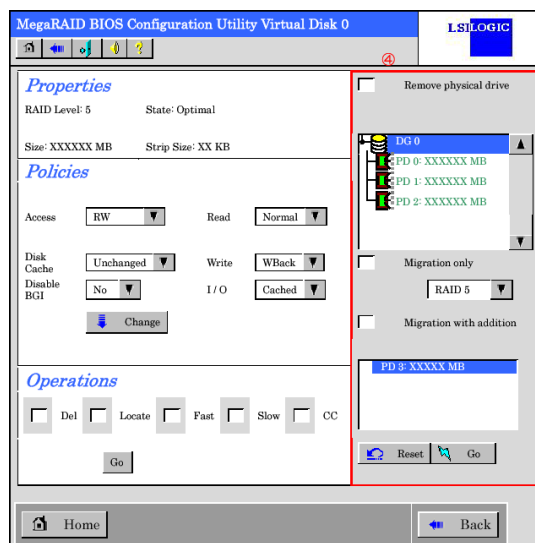 MegaRAID BIOS Configuration Utility Virtual Disk 0
LSI LOGIC
?
④
Properties
RAID Level: 5 State: Optimal
Size: XXXXXX MB Strip Size: XX KB
Policies
Access RW Read Normal
Disk Cache Unchanged Write WBack
Disable BGI No I / O Cached
Change
Operations
Del Locate Fast Slow CC
Go
Remove physical drive
DG 0
PD 0: XXXXXX MB
PD 1: XXXXXX MB
PD 2: XXXXXX MB
Migration only
RAID 5
Migration with addition
PD 3: XXXXX MB
Reset Go
Home Back